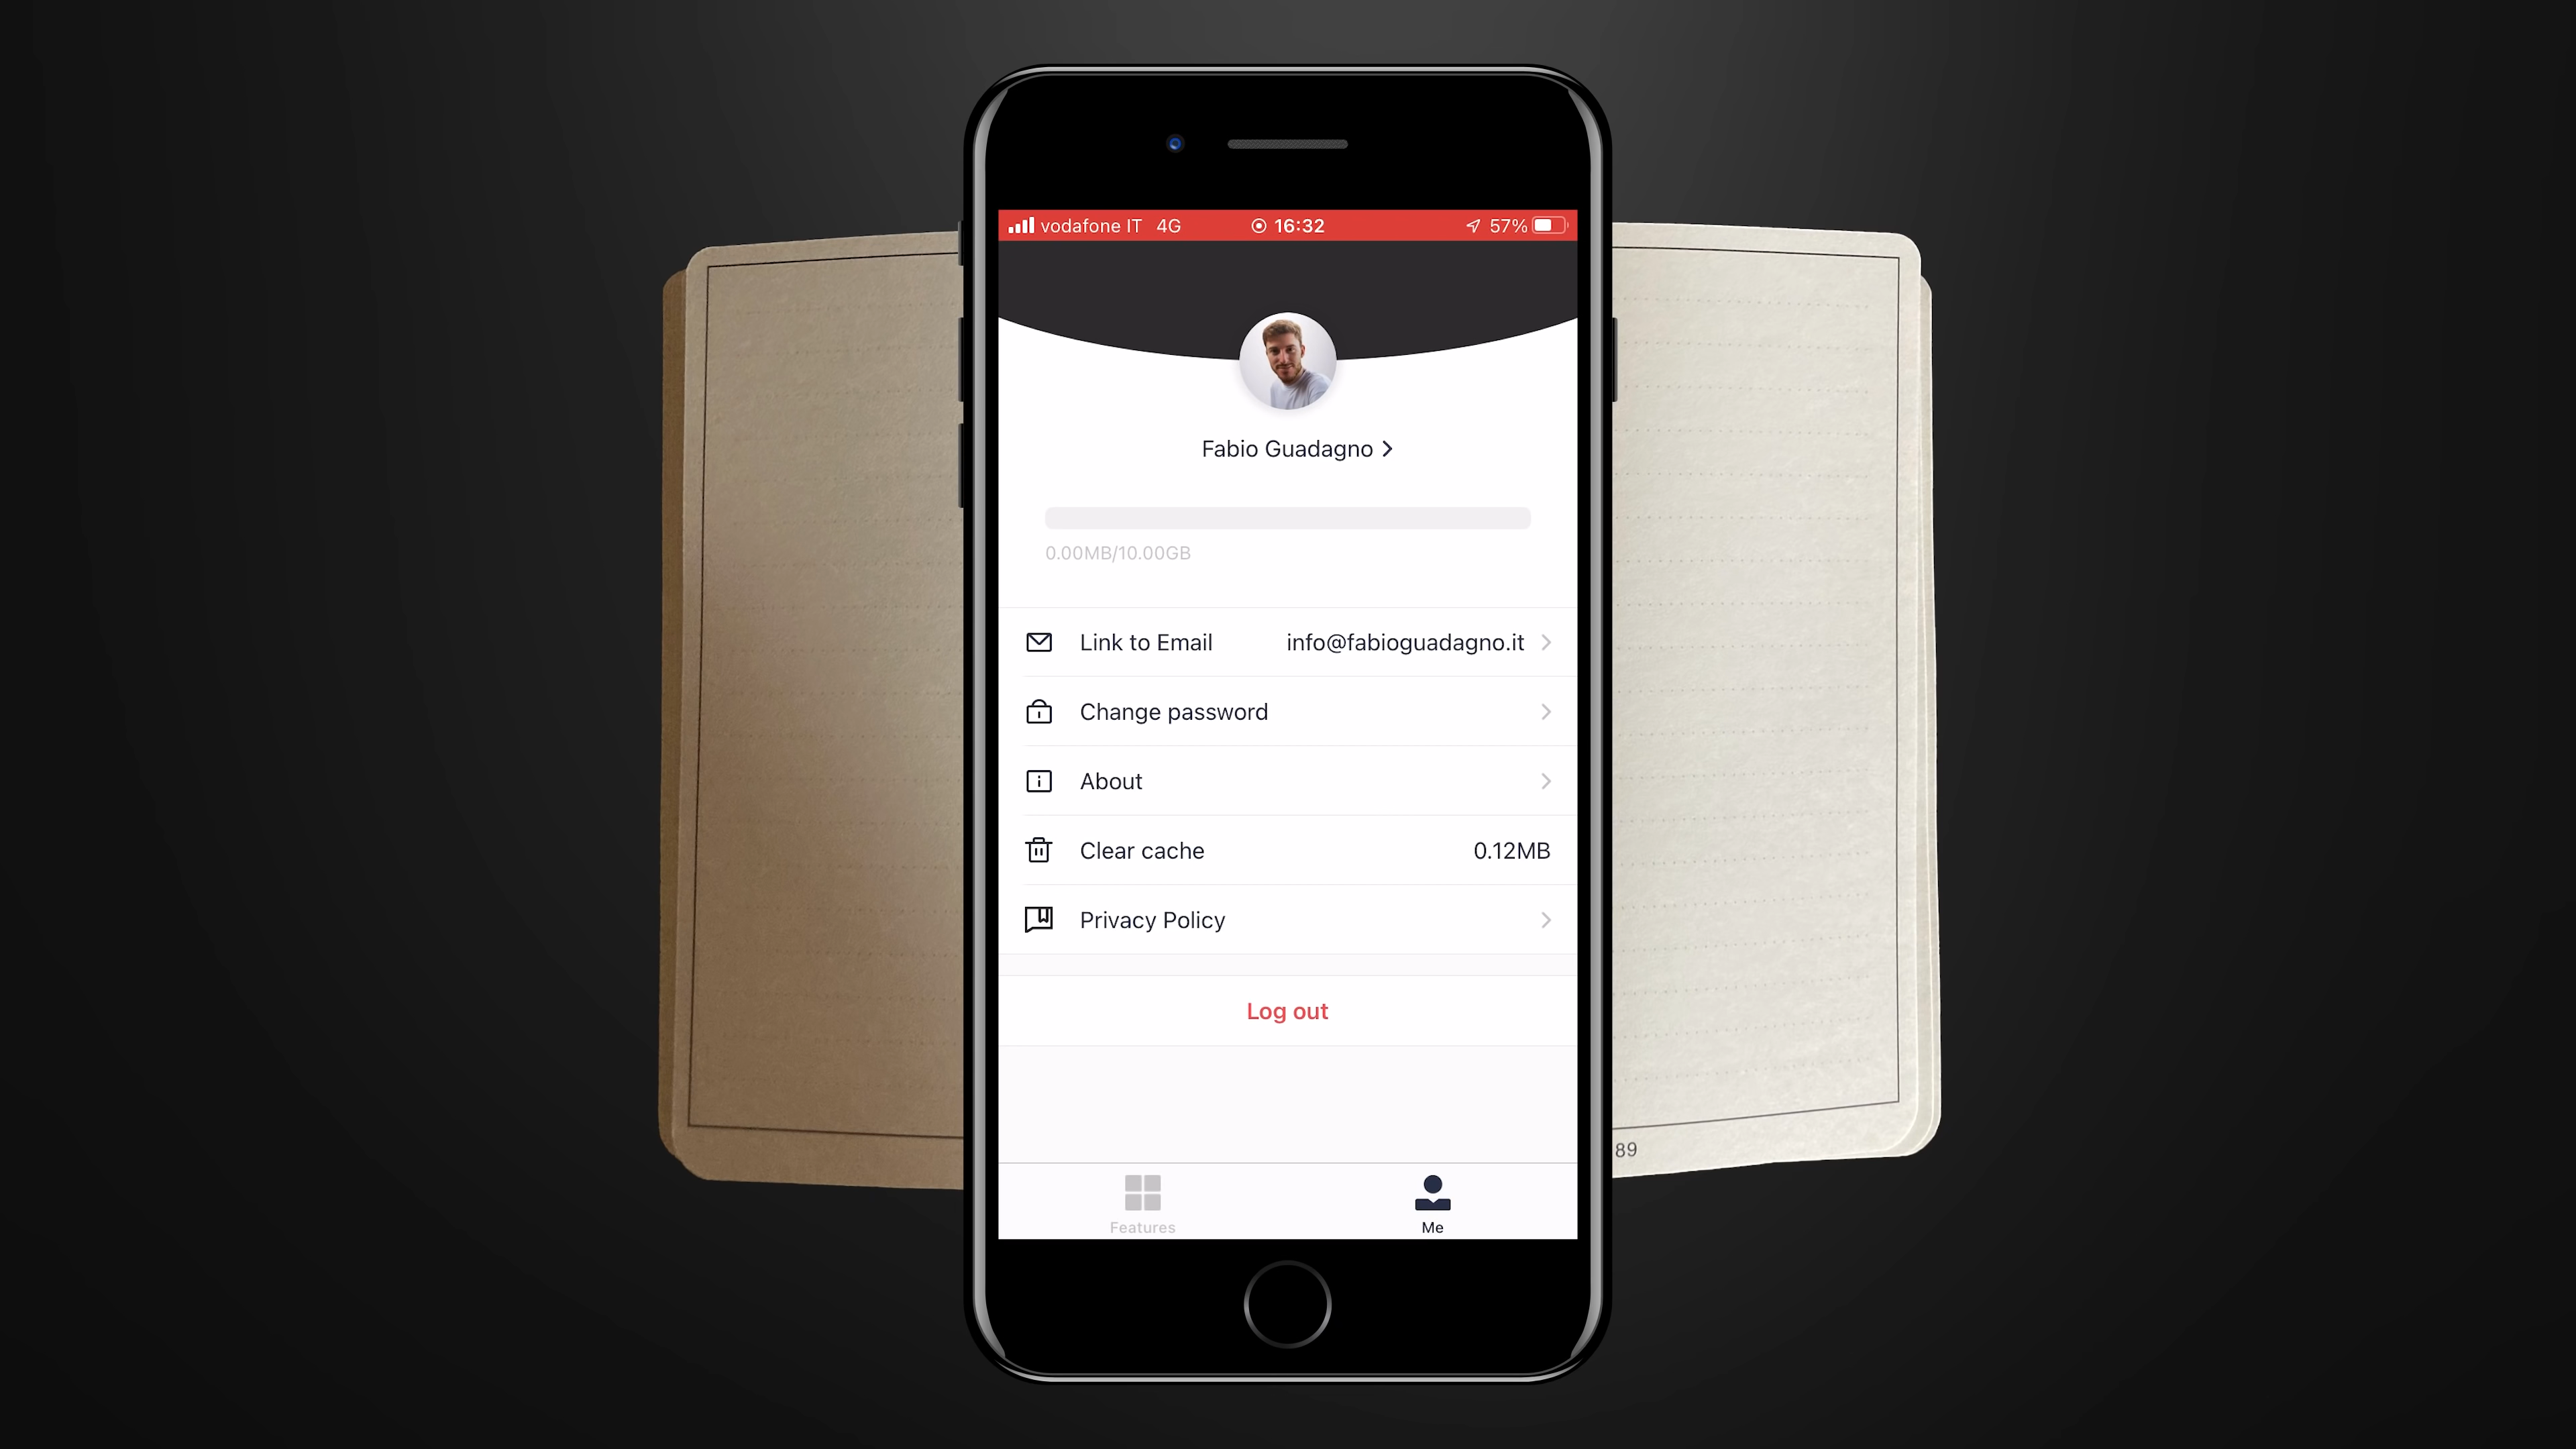 vodafone IT 4G 16:32 57%
Fabio Guadagno
0.00MB/10.00GB
Link to Email info@fabioguadagno.it
Change password
About
Clear cache 0.12MB
Privacy Policy
Log out
89
Features Me